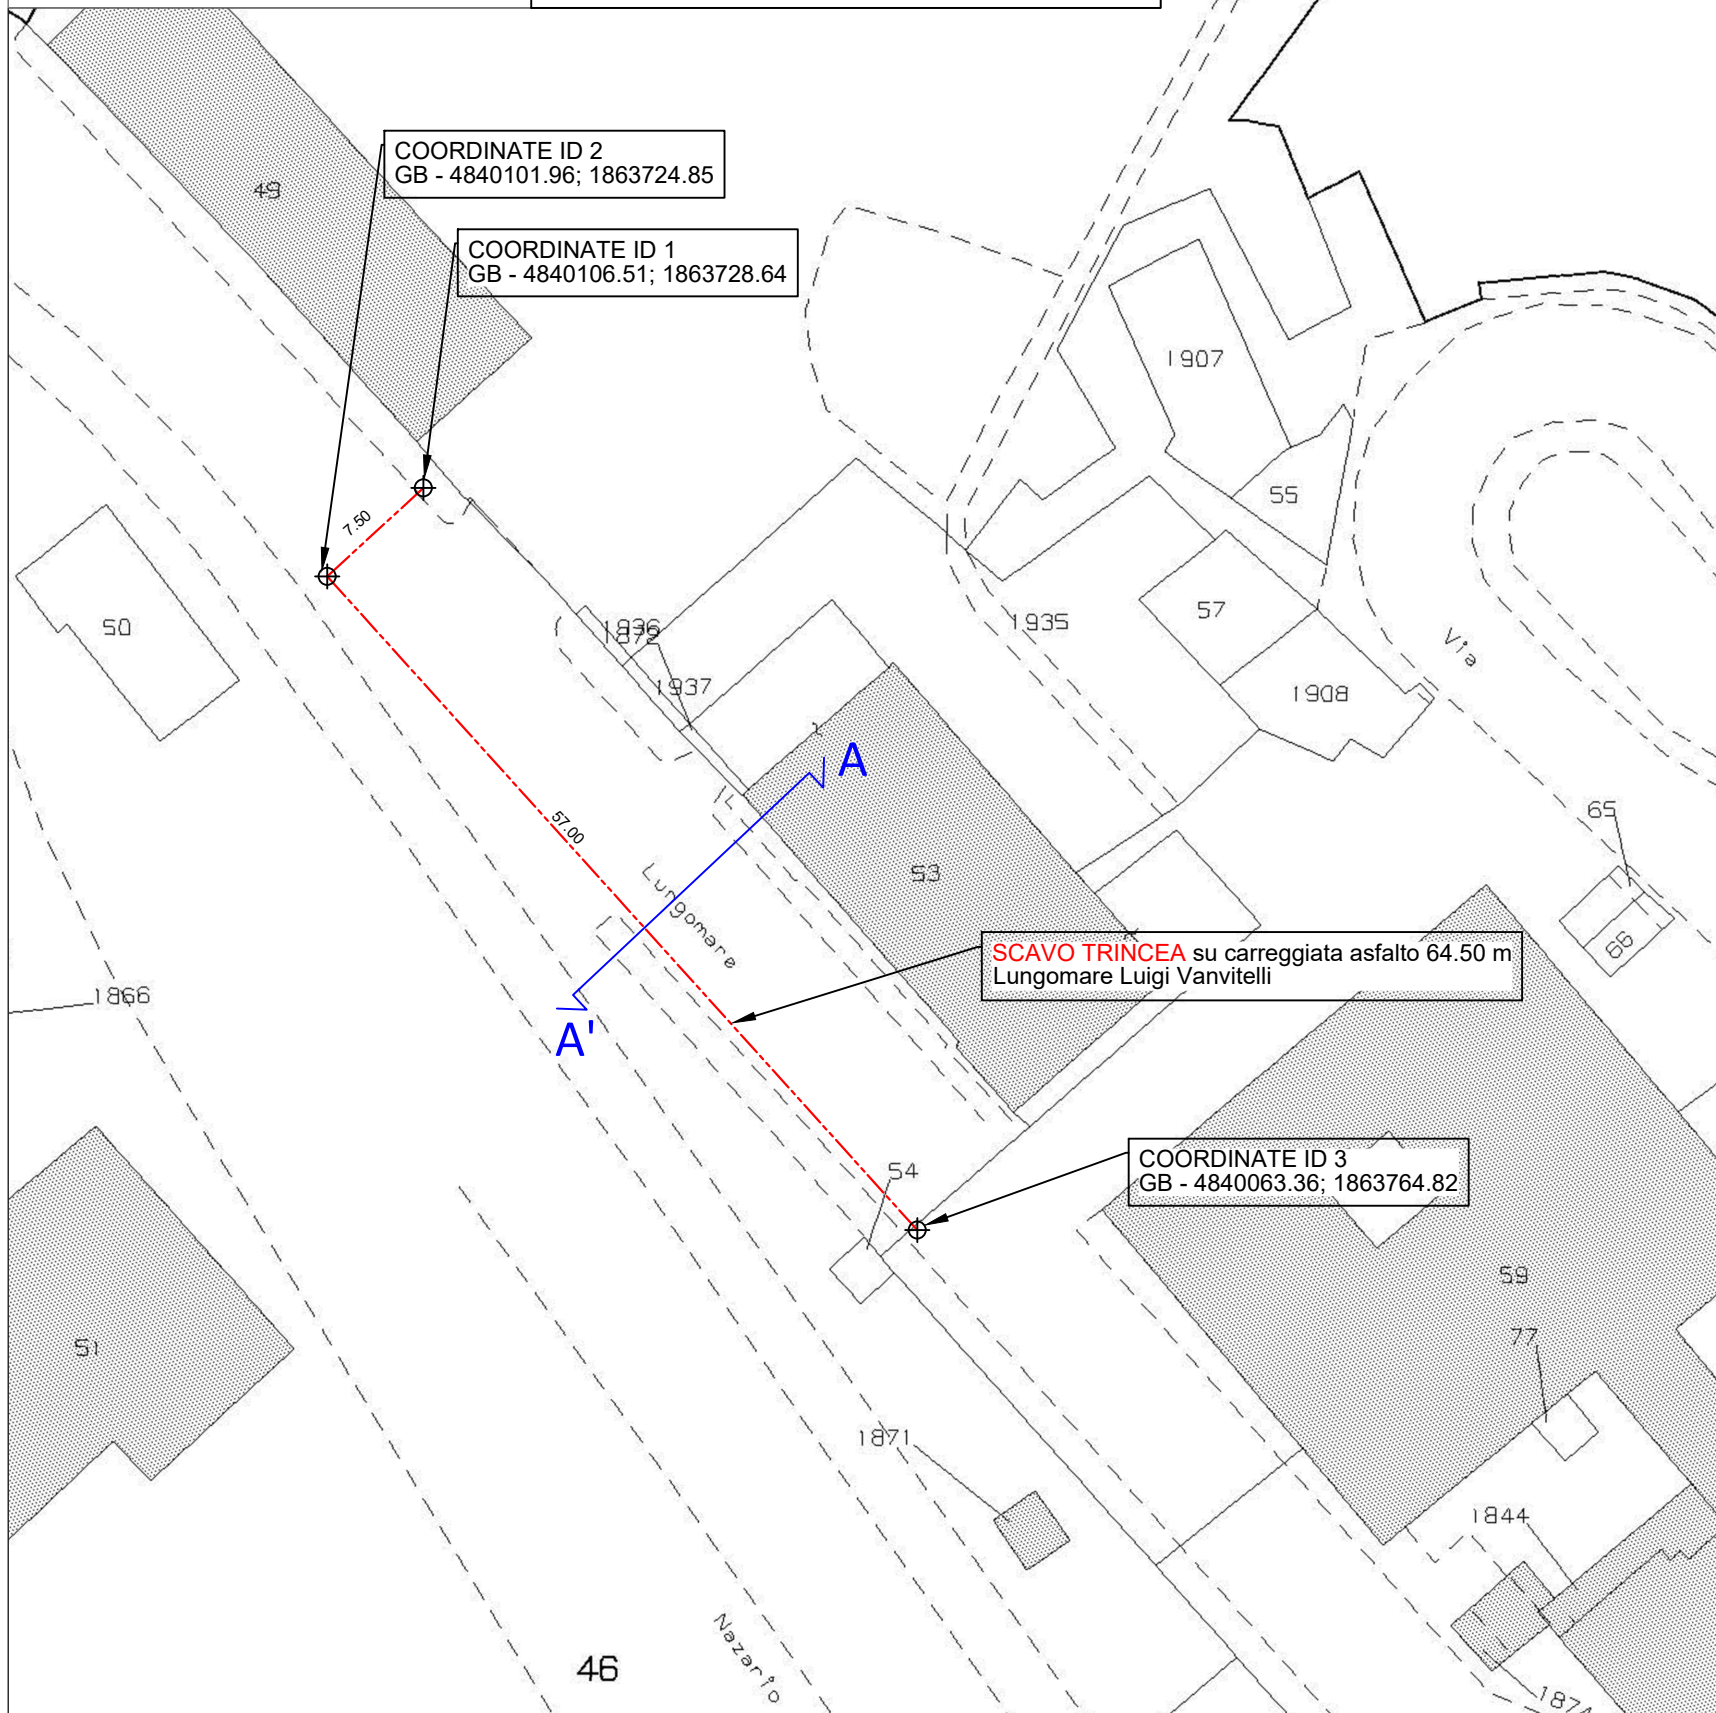 COORDINATE ID 2
GB - 4840101.96; 1863724.85
49
COORDINATE ID 1
GB - 4840106.51; 1863728.64
1907
55
7.50
50
1936
1872
1935
57
Via
1937
1908
A
65
57.00
53
Lungomare
SCAVO TRINCEA su carreggiata asfalto 64.50 m
Lungomare Luigi Vanvitelli
66
1866
A'
54
COORDINATE ID 3
GB - 4840063.36; 1863764.82
59
77
51
1871
1844
46
Nazario